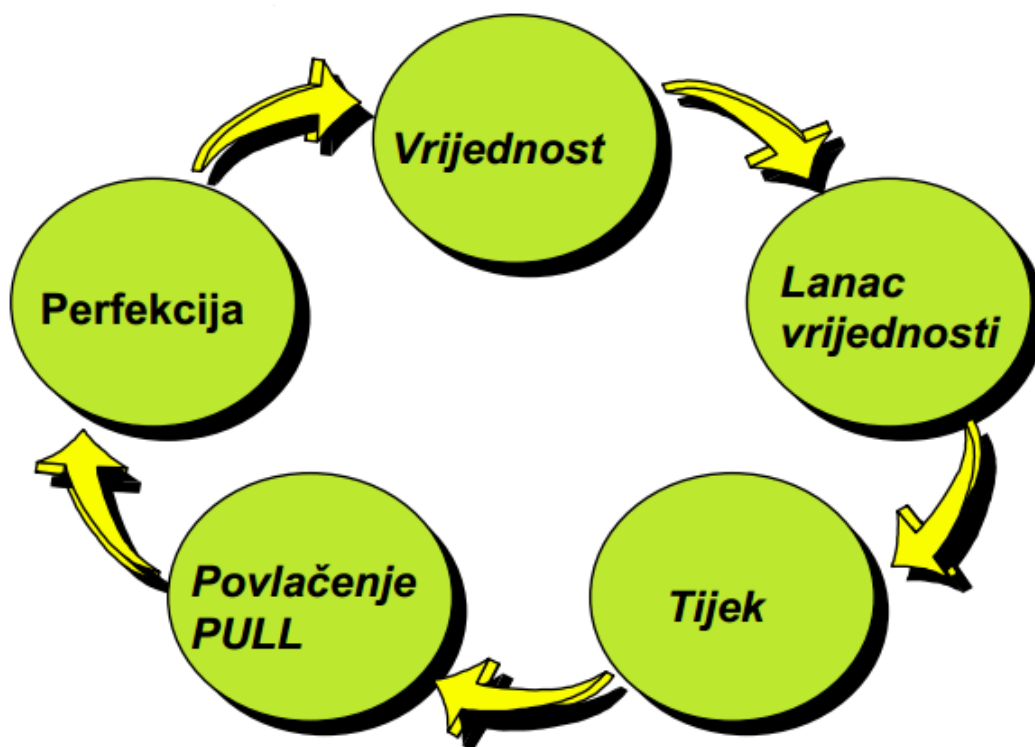 Vrijednost
Lanac
vrijednosti
Tijek
Povlačenje
PULL
Perfekcija